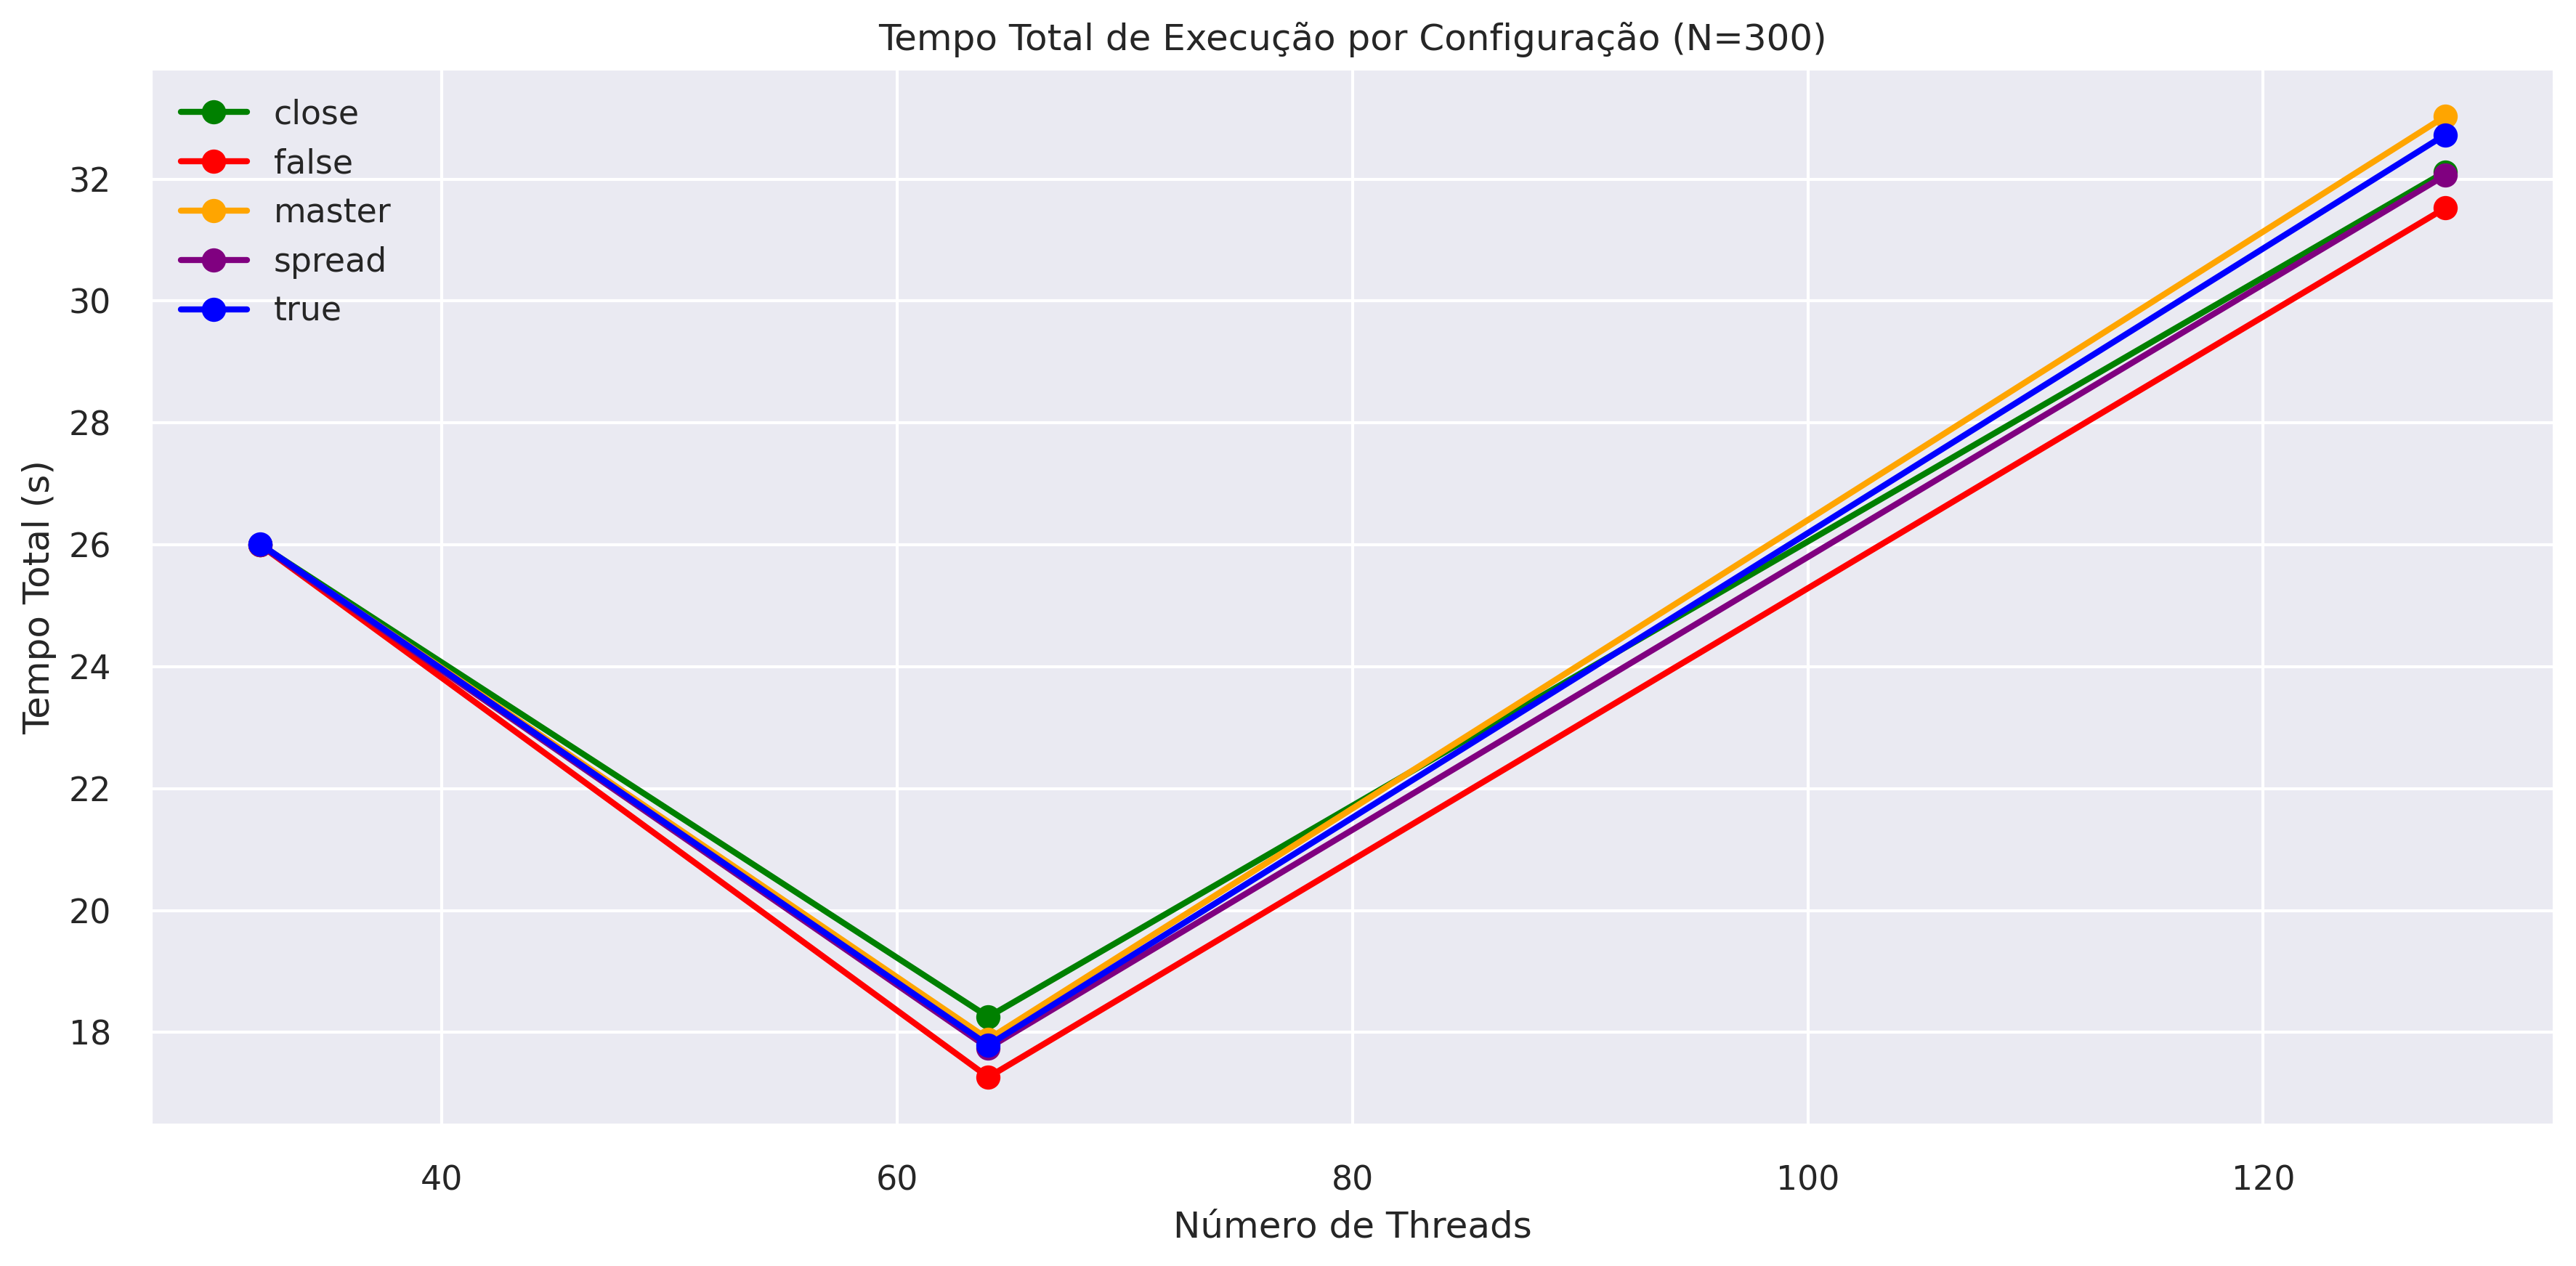 Tempo Total de Execução por Configuração (N=300)
close
false
master
spread
true
32
30
28
26
24
22
20
18
Tempo Total (s)
40 60 80 100 120
Número de Threads